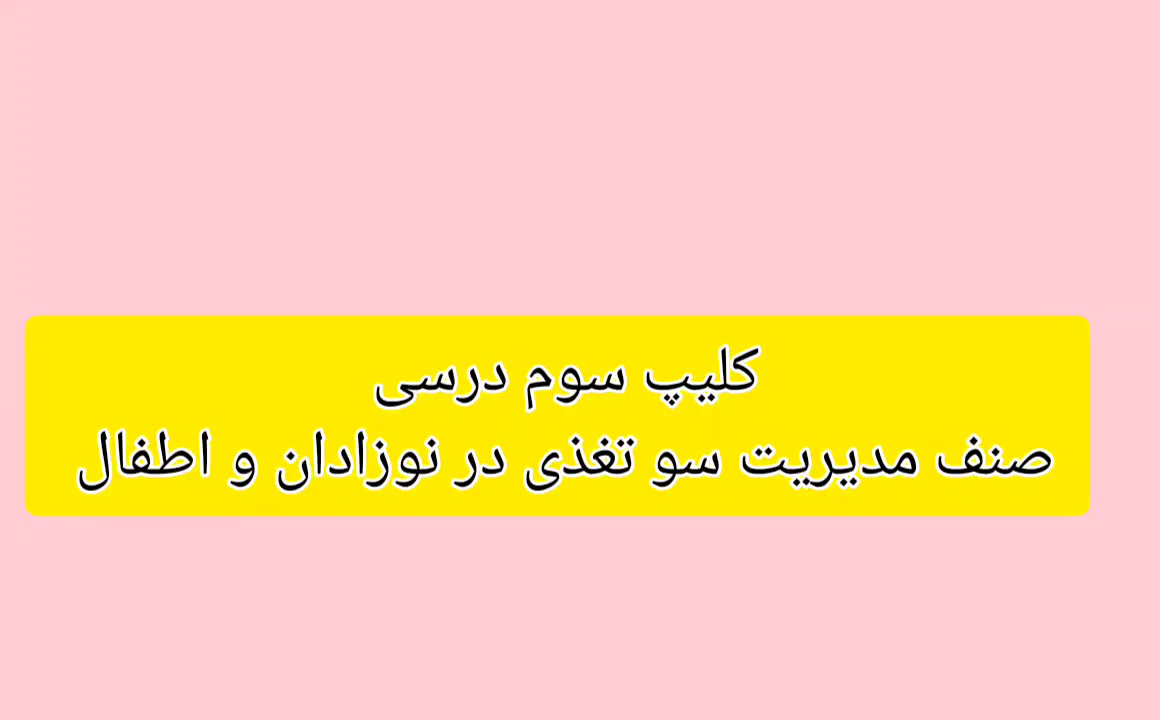 کلیپ سوم درسی
صنف مدیریت سو تغذی در نوزادان و اطفال